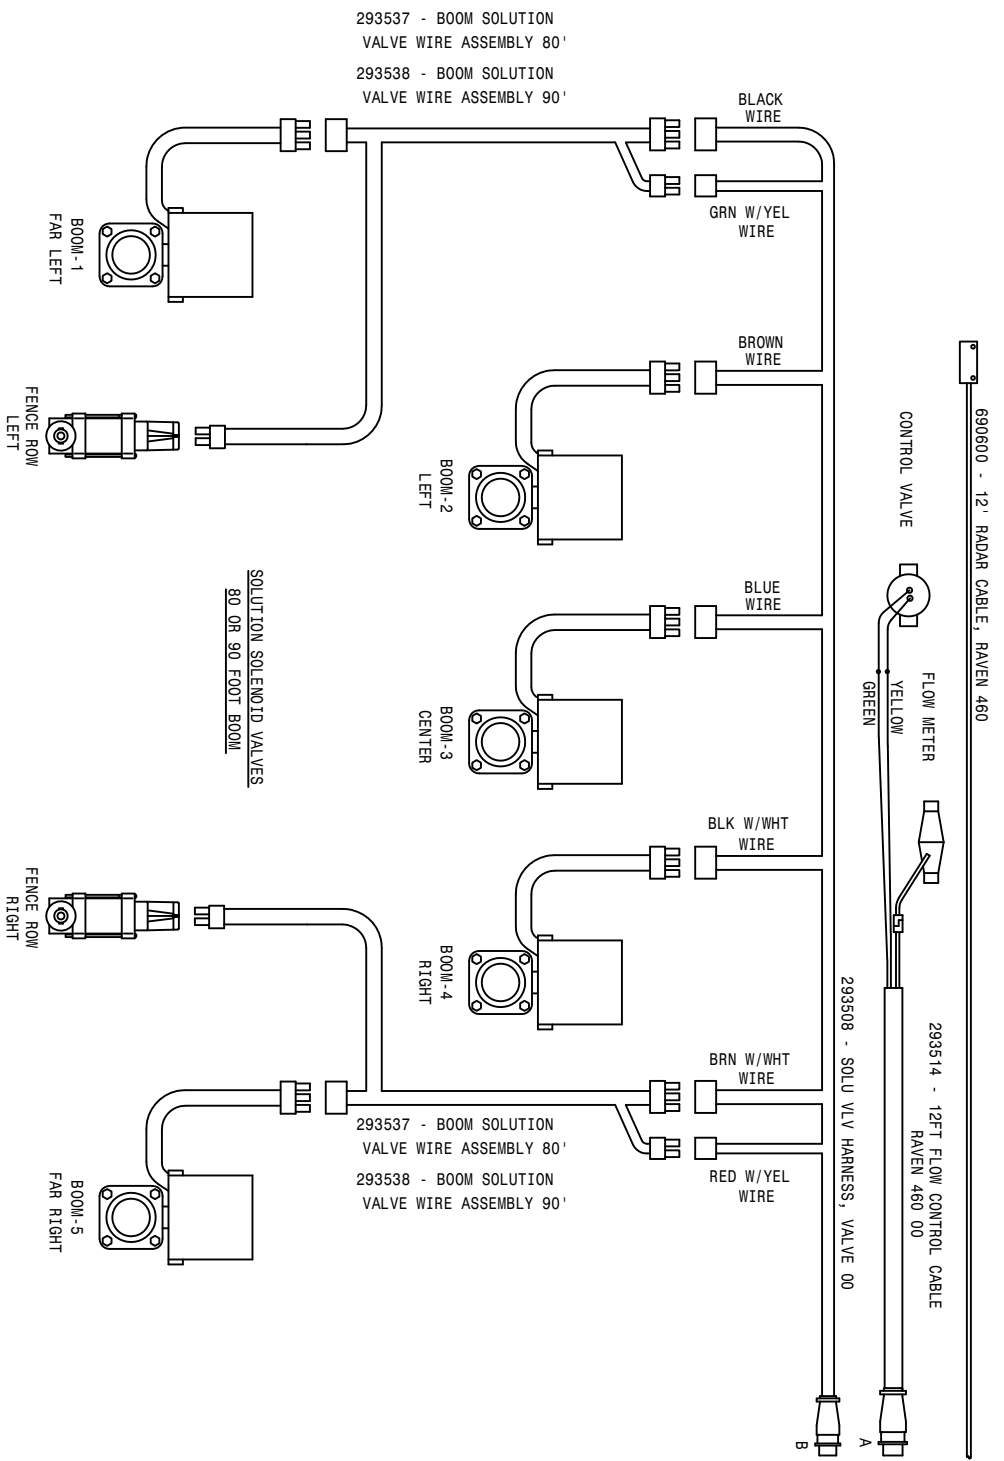 293537 - BOOM SOLUTION
VALVE WIRE ASSEMBLY 80'
293538 - BOOM SOLUTION
VALVE WIRE ASSEMBLY 90'
BLACK
WIRE
GRN W/YEL
WIRE
BOOM-1
FAR LEFT
BROWN
WIRE
690600 - 12' RADAR CABLE, RAVEN 460
CONTROL VALVE
FENCE ROW
LEFT
BOOM-2
LEFT
BLUE
WIRE
SOLUTION SOLENOID VALVES
80 OR 90 FOOT BOOM
YELLOW
GREEN
FLOW METER
BOOM-3
CENTER
BLK W/WHT
WIRE
FENCE ROW
RIGHT
BOOM-4
RIGHT
293508 - SOLU VLV HARNESS, VALVE 00
293514 - 12FT FLOW CONTROL CABLE
RAVEN 460 00
BRN W/WHT
WIRE
293537 - BOOM SOLUTION
VALVE WIRE ASSEMBLY 80'
293538 - BOOM SOLUTION
VALVE WIRE ASSEMBLY 90'
RED W/YEL
WIRE
BOOM-5
FAR RIGHT
A
B